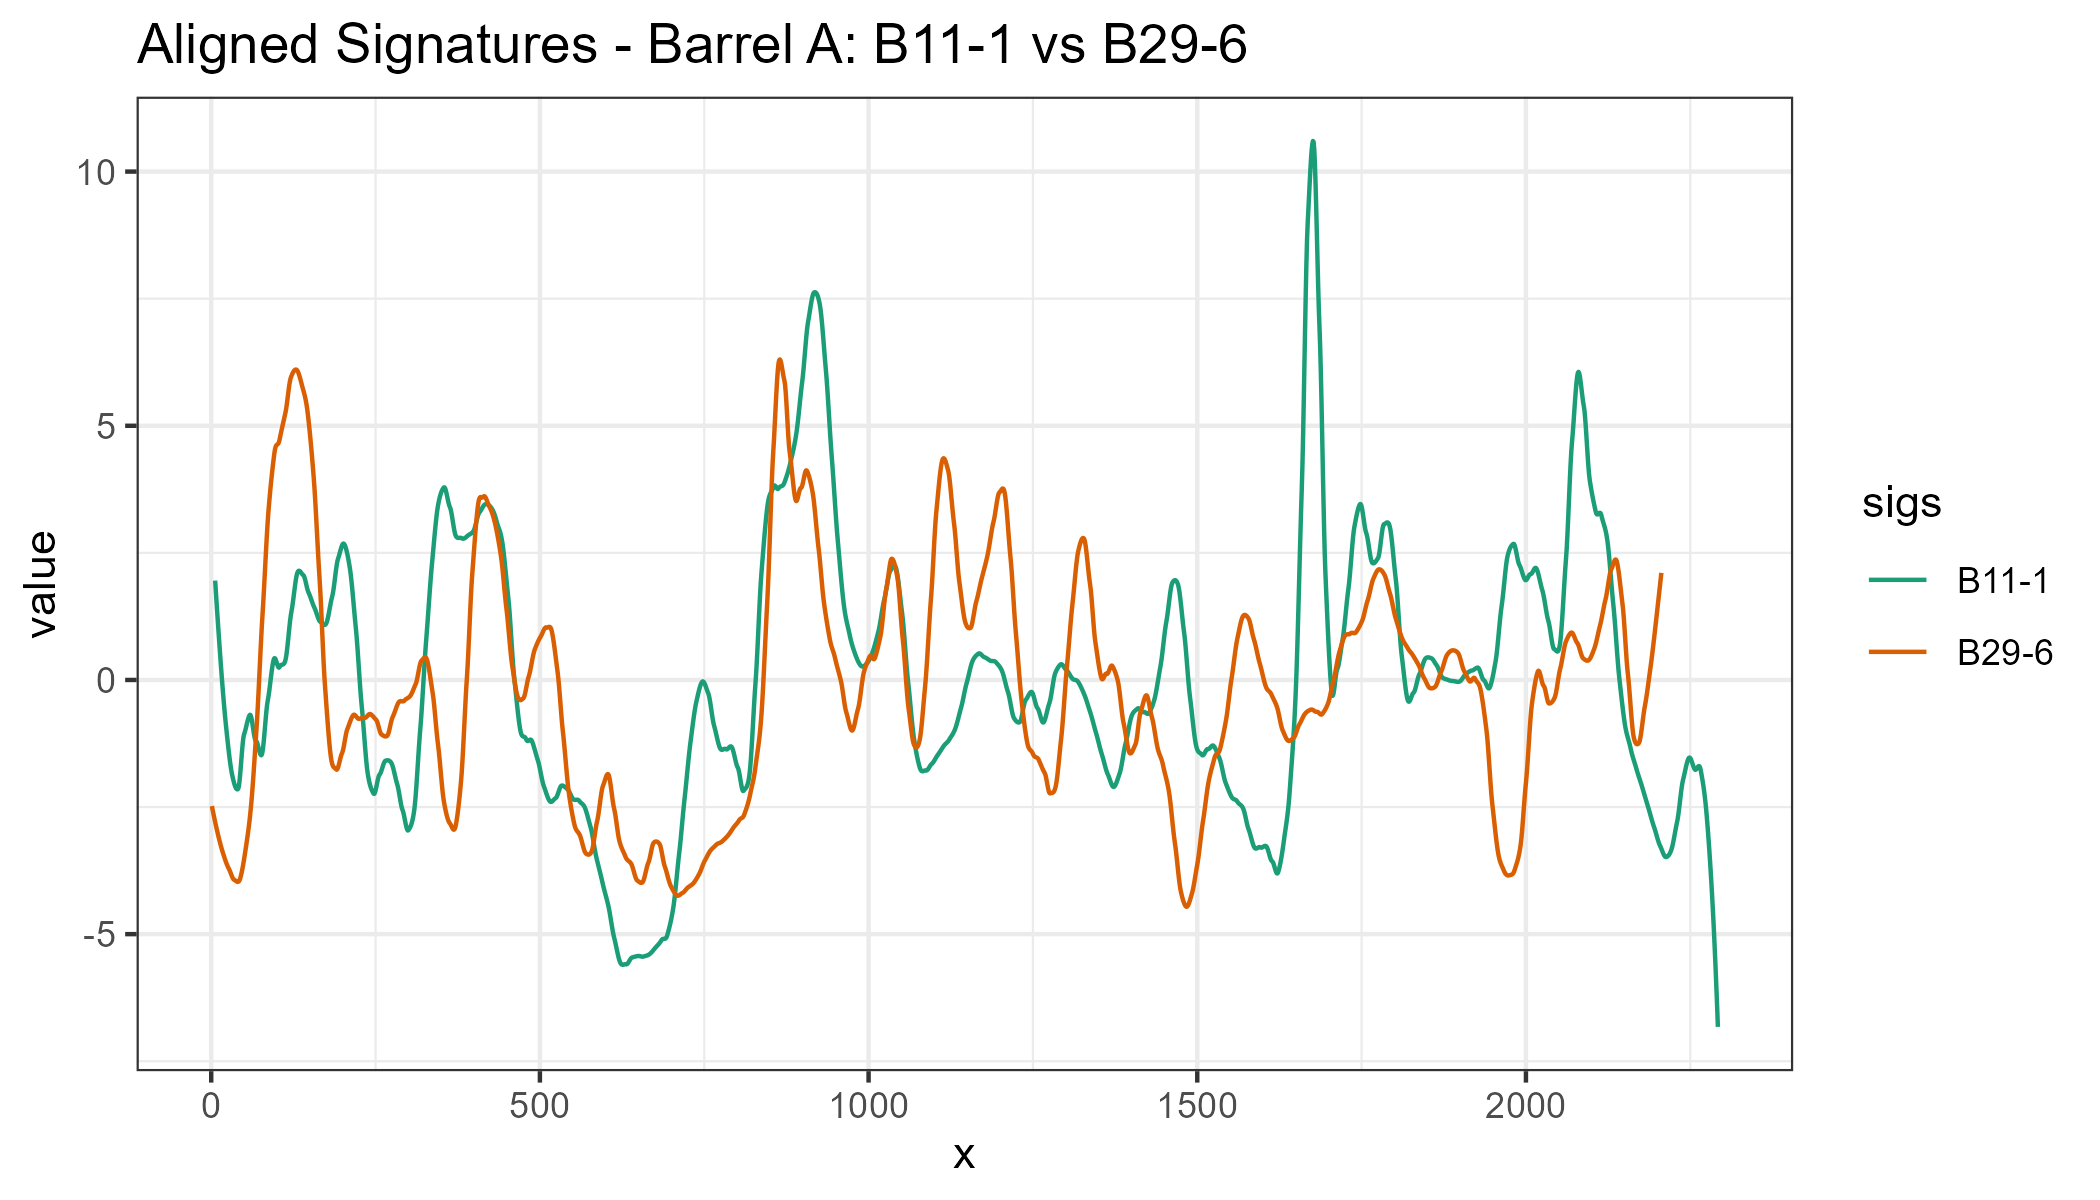 Aligned Signatures - Barrel A: B11-1 vs B29-6
10
5
0
-5
value
0 500 1000 1500 2000
x
sigs
B11-1
B29-6